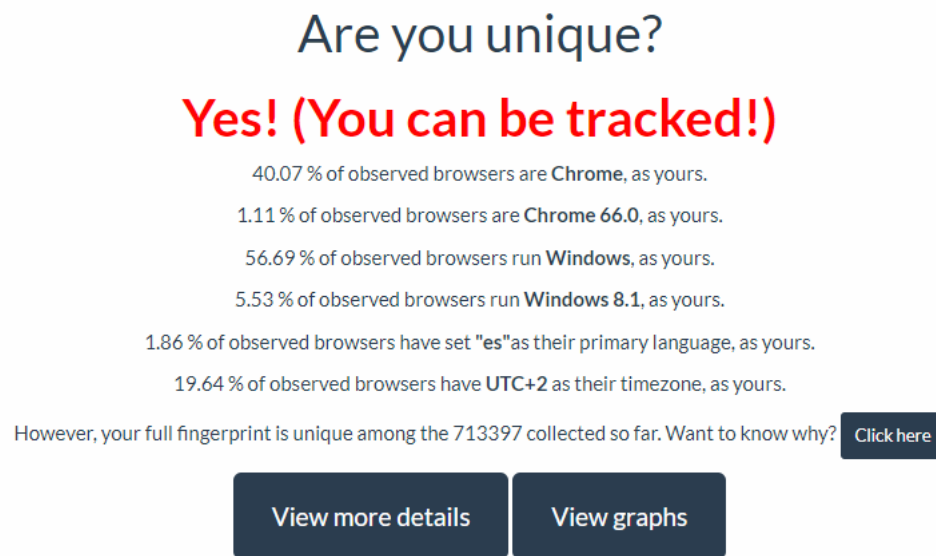 Are you unique?
Yes! (You can be tracked!)
40.07 % of observed browsers are Chrome, as yours.
1.11 % of observed browsers are Chrome 66.0, as yours.
56.69 % of observed browsers run Windows, as yours.
5.53 % of observed browsers run Windows 8.1, as yours.
1.86 % of observed browsers have set "es"as their primary language, as yours.
19.64 % of observed browsers have UTC+2 as their timezone, as yours.
However, your full fingerprint is unique among the 713397 collected so far. Want to know why? Click here
View more details View graphs